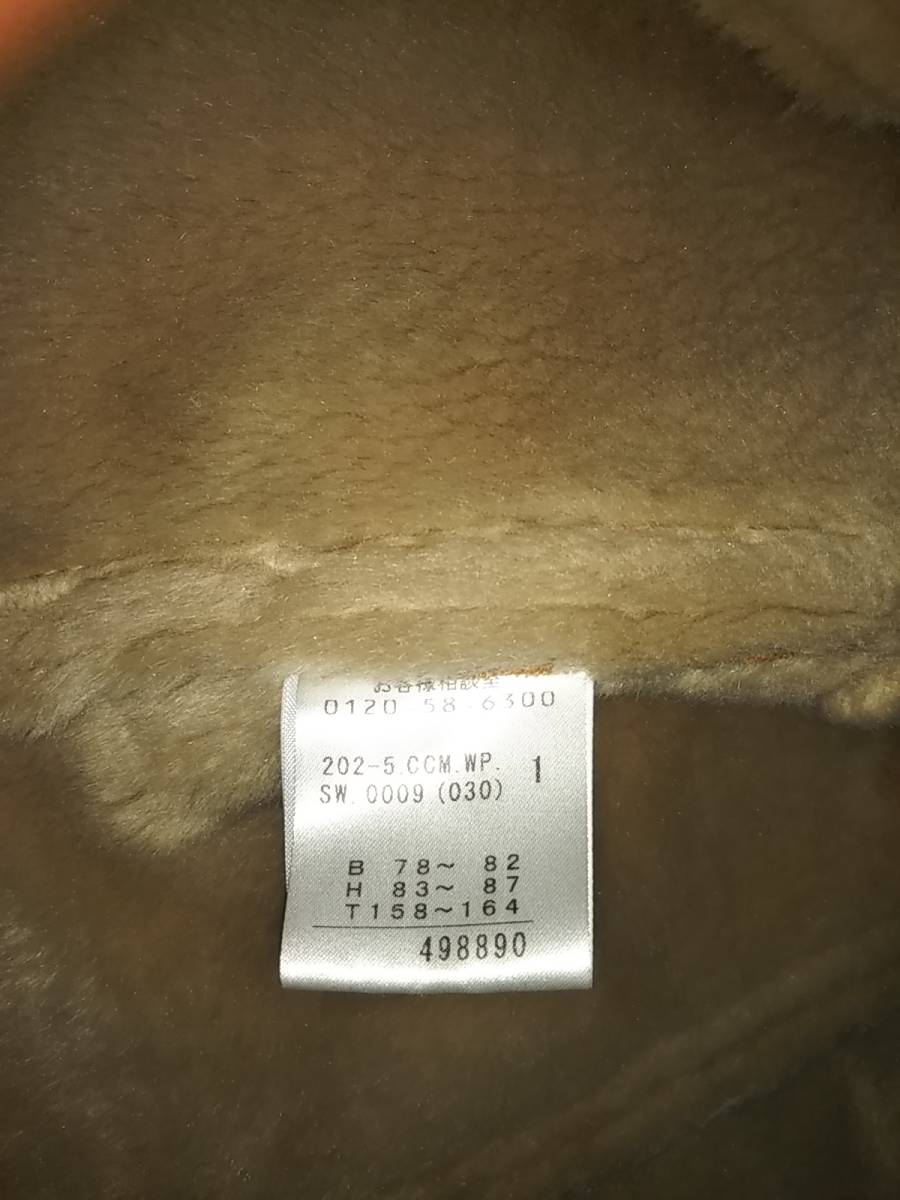 お客様相談室
0120-58-6300
202-5.CCM.WP. 1
SW.0009 (030)
B 78~ 82
H 83~ 87
T158~164
498890